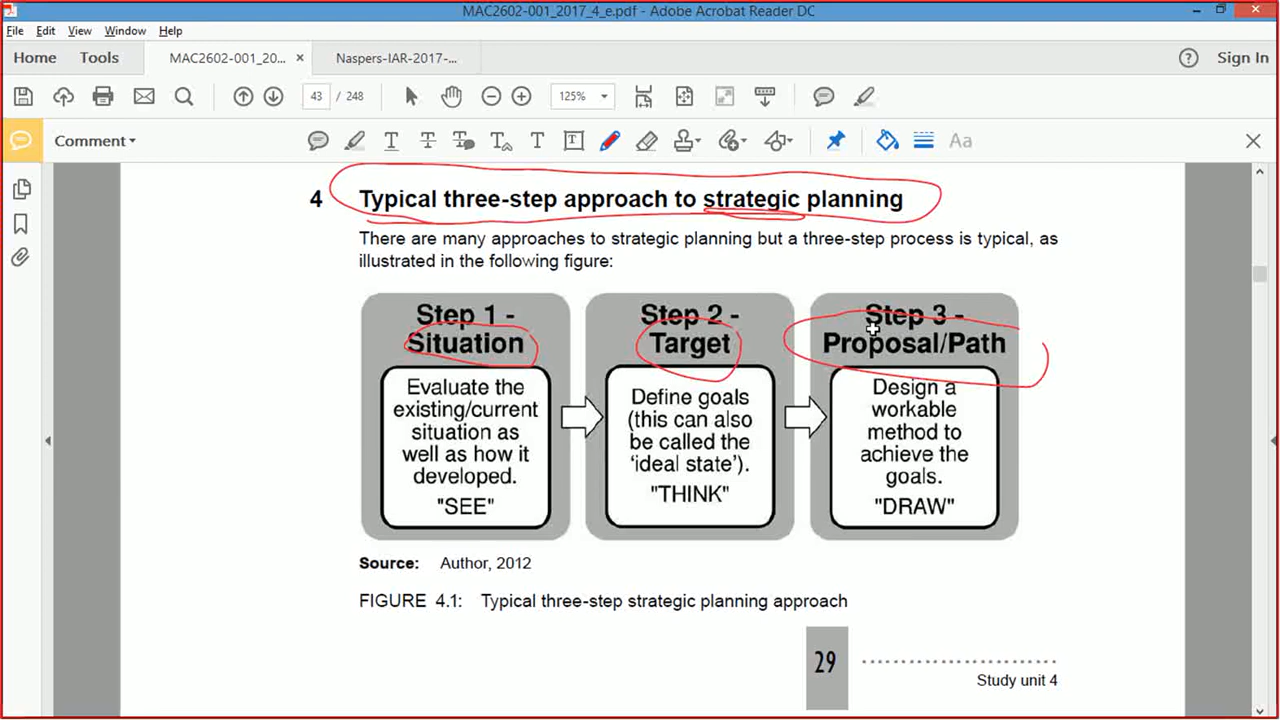 MAC2602-001_2017_4_e.pdf - Adobe Acrobat Reader DC
File Edit View Window Help
Home Tools MAC2602-001_20... × Naspers-IAR-2017-... ? Sign In
43 / 248 125%
Comment
T T T T T T Aa
4 Typical three-step approach to strategic planning
There are many approaches to strategic planning but a three-step process is typical, as
illustrated in the following figure:
Step 1 -
Situation
Evaluate the
existing/current
situation as
well as how it
developed.
"SEE"
Step 2 -
Target
Define goals
(this can also
be called the
‘ideal state’).
"THINK"
Step 3 -
Proposal/Path
Design a
workable
method to
achieve the
goals.
"DRAW"
Source: Author, 2012
FIGURE 4.1: Typical three-step strategic planning approach
29
Study unit 4